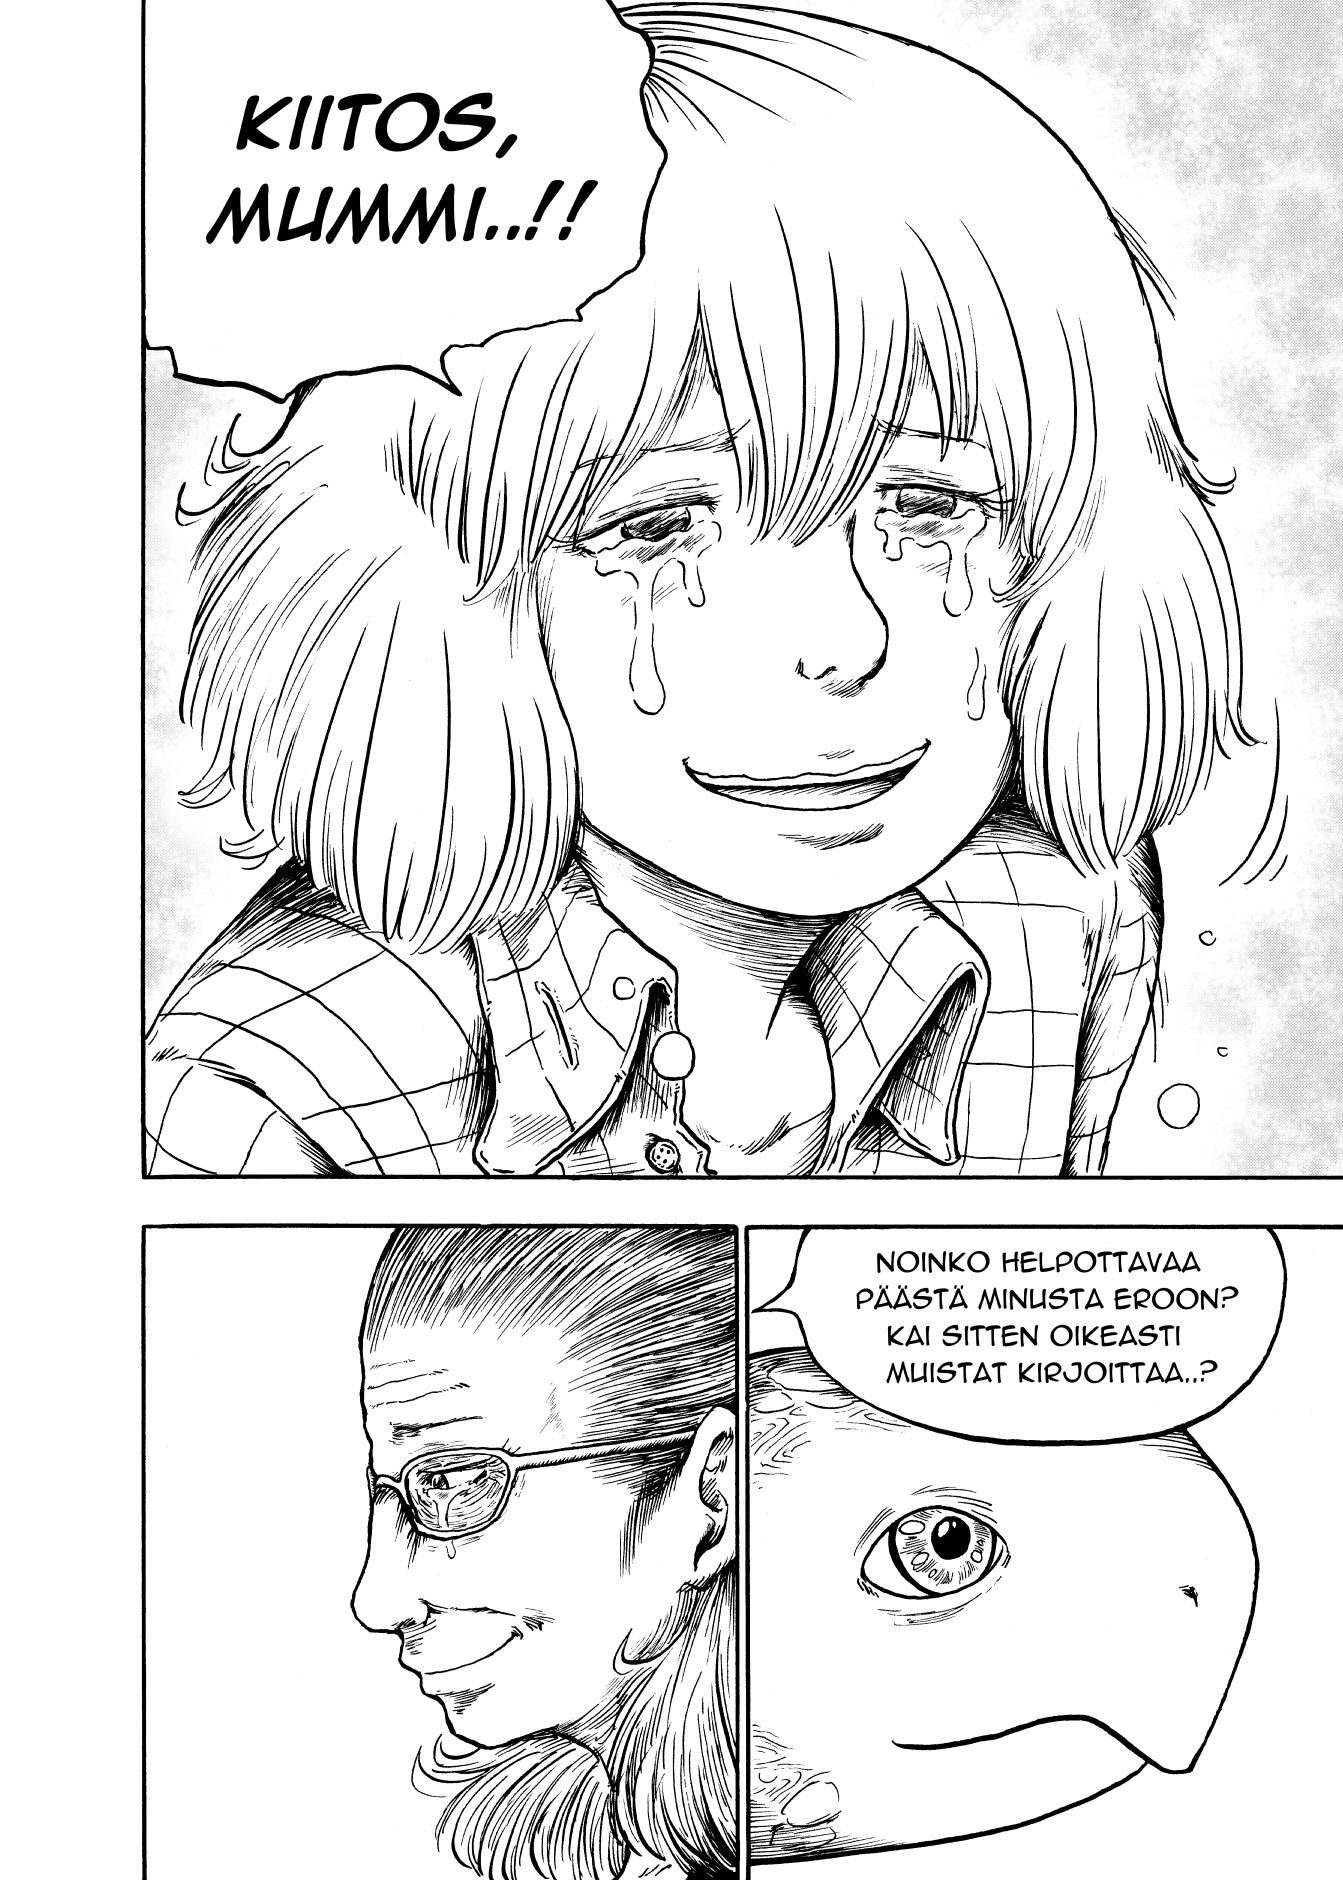 KIITOS,
MUMMI..!!
NOINKO HELPOTTAVAA
PÄÄSTÄ MINUSTA EROON?
KAI SITTEN OIKEASTI
MUISTAT KIRJOITTAA..?